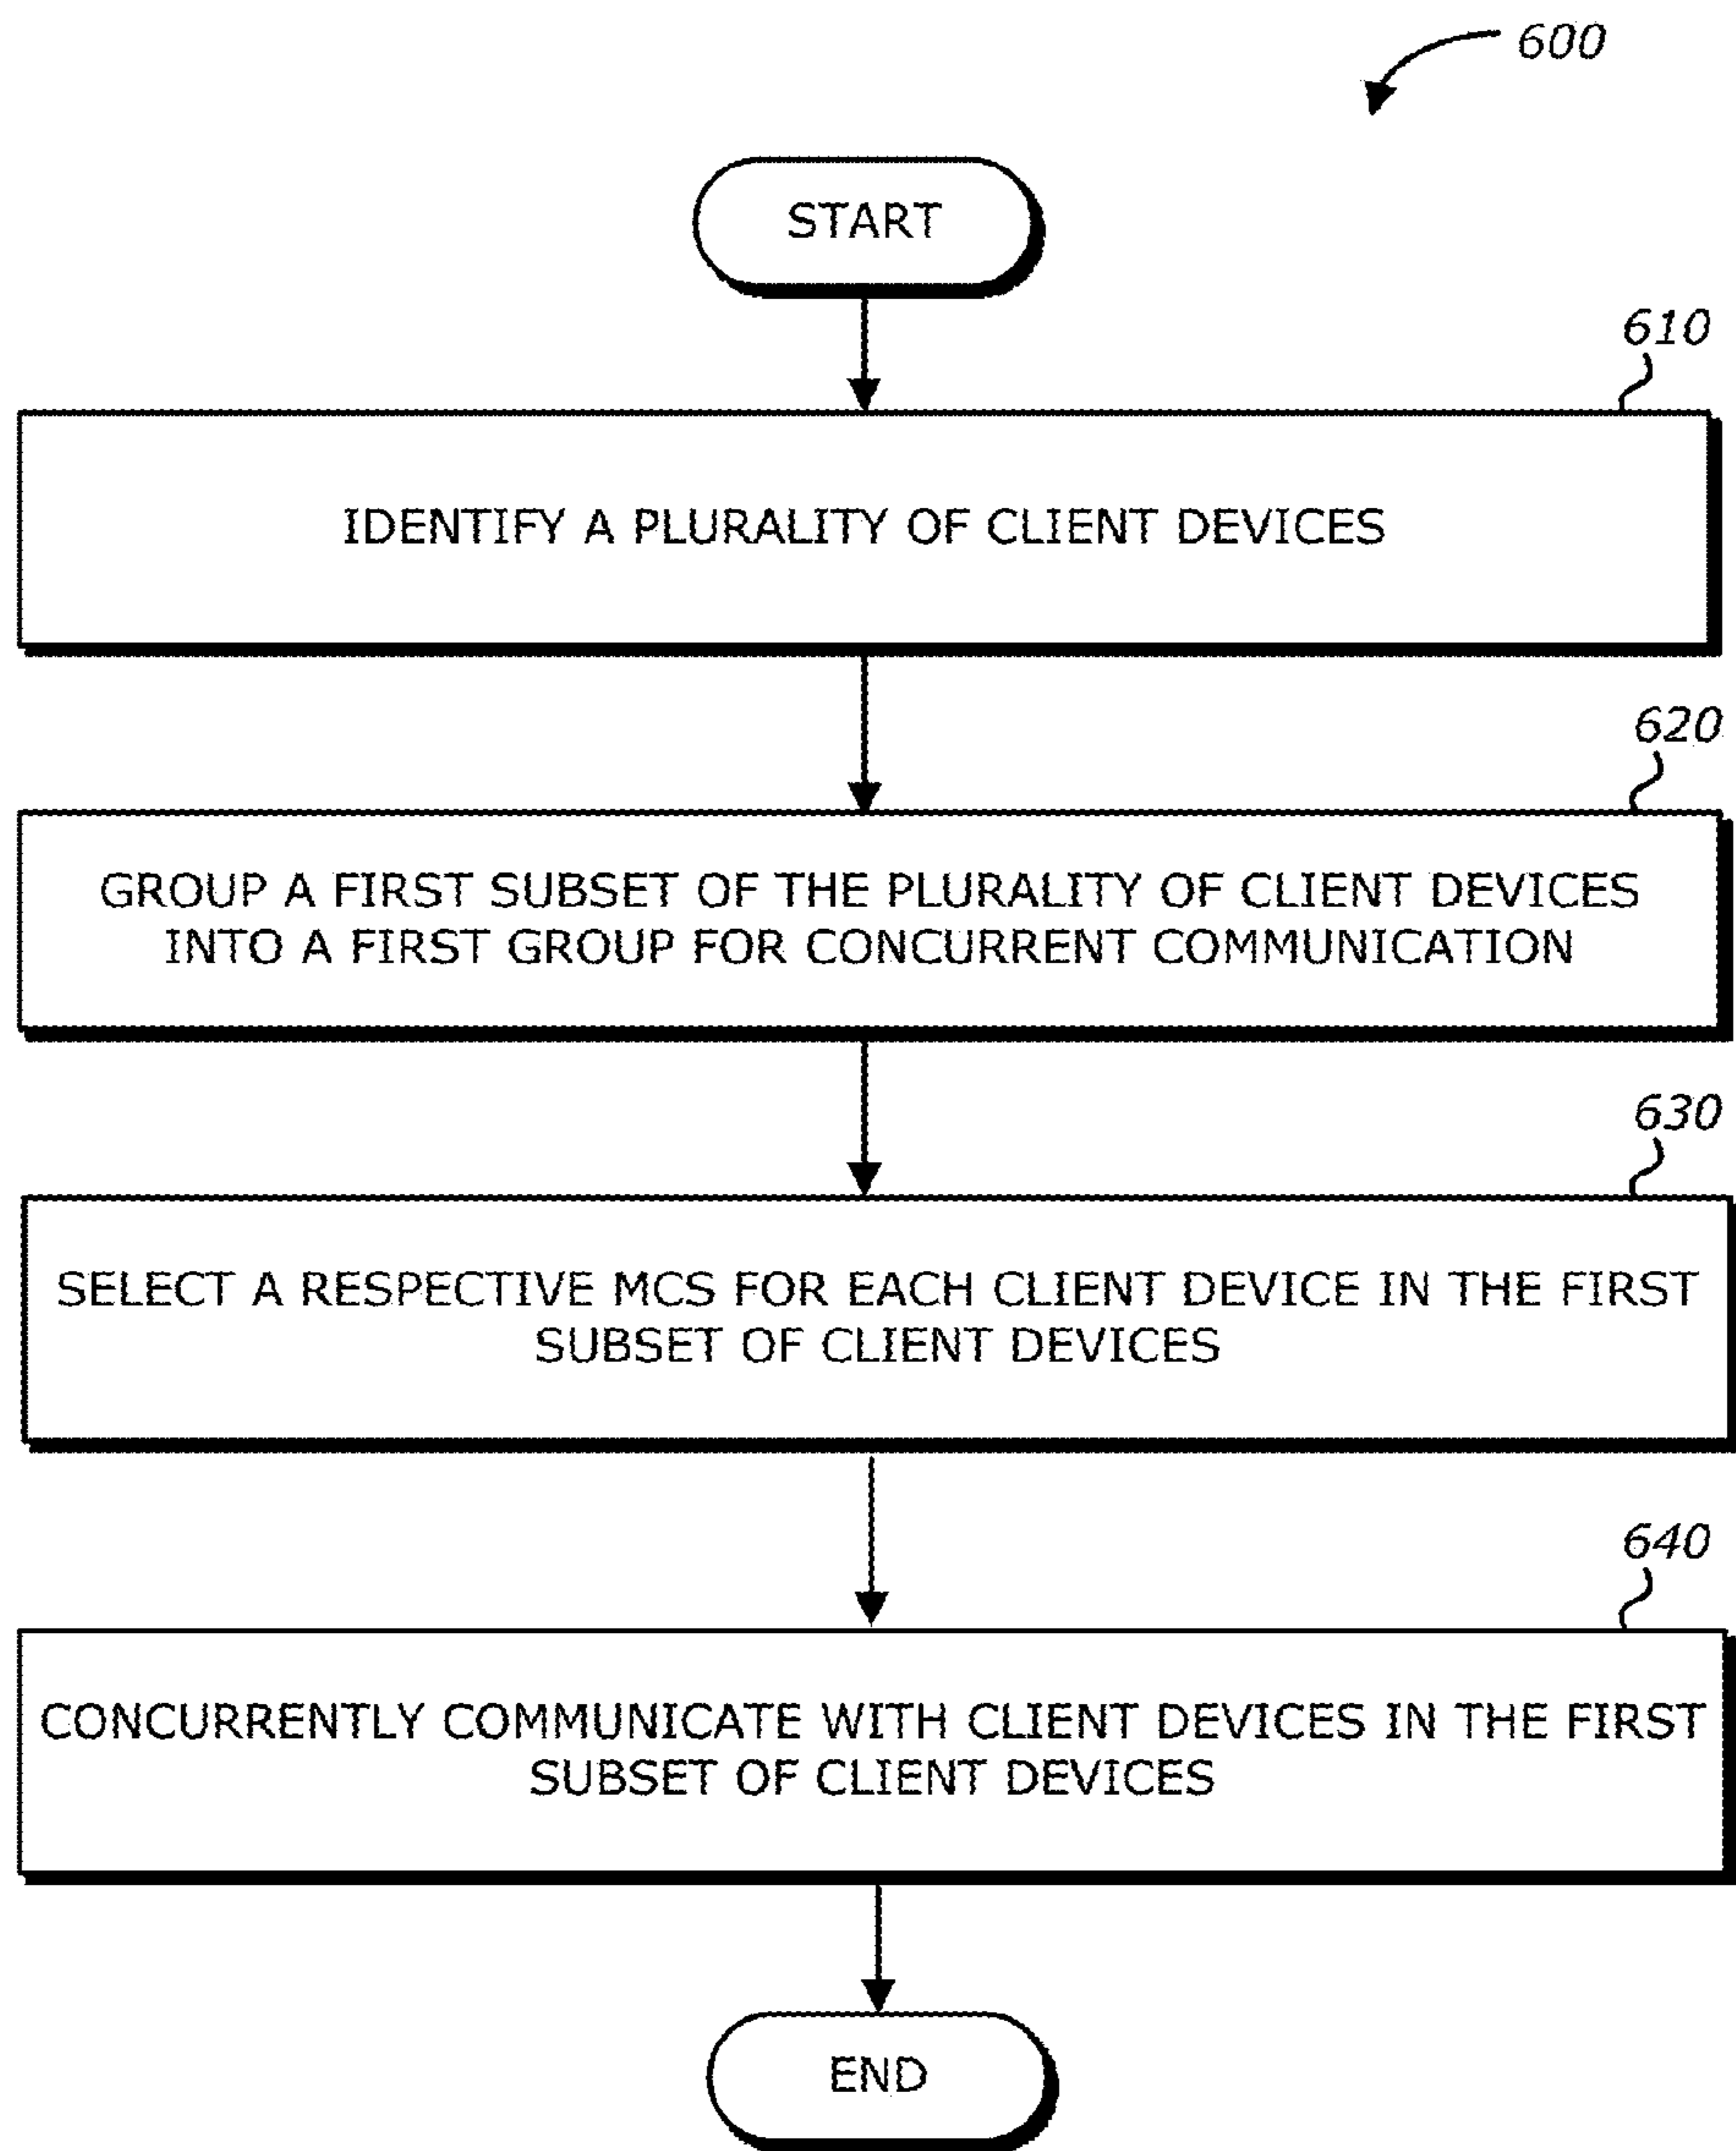 600
START
610
IDENTIFY A PLURALITY OF CLIENT DEVICES
620
GROUP A FIRST SUBSET OF THE PLURALITY OF CLIENT DEVICES
INTO A FIRST GROUP FOR CONCURRENT COMMUNICATION
630
SELECT A RESPECTIVE MCS FOR EACH CLIENT DEVICE IN THE FIRST
SUBSET OF CLIENT DEVICES
640
CONCURRENTLY COMMUNICATE WITH CLIENT DEVICES IN THE FIRST
SUBSET OF CLIENT DEVICES
END